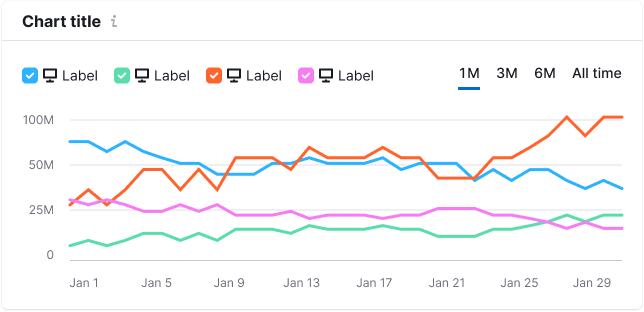 Chart title i
Label Label Label Label 1M 3M 6M All time
100M
50M
25M
0
Jan 1 Jan 5 Jan 9 Jan 13 Jan 17 Jan 21 Jan 25 Jan 29